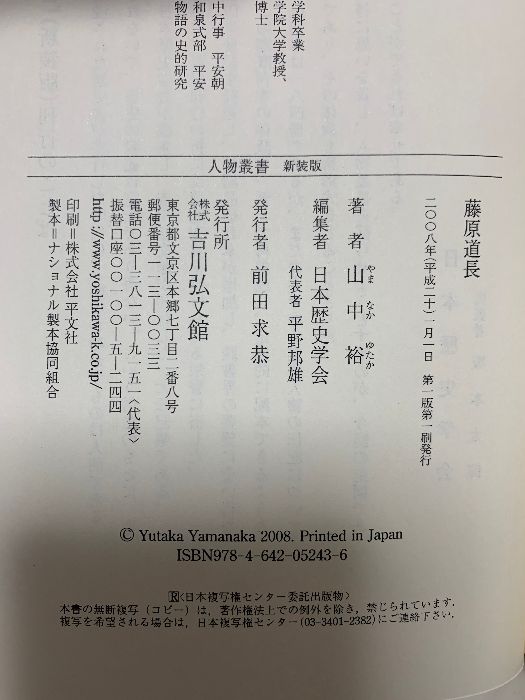 学科卒業
学院大学教授、
博士
中行事 平安朝
和泉式部 平安
物語の史的研究
人物叢書 新装版
藤原道長
二〇〇八年(平成二十)一月一日 第一版第一刷発行
著者 山中裕
やま なか ゆたか
編集者 日本歴史学会
代表者 平野邦雄
発行者 前田求恭
発行所 株式会社 吉川弘文館
東京都文京区本郷七丁目二番八号
郵便番号一一三―〇〇三三
電話〇三―三八一三―九一五一〈代表〉
振替口座〇〇一〇〇―五―二四四
http://www.yoshikawa-k.co.jp/
印刷=株式会社 平文社
製本=ナショナル製本協同組合
© Yutaka Yamanaka 2008. Printed in Japan
ISBN978-4-642-05243-6
R〈日本複写権センター委託出版物〉
本書の無断複写(コピー)は、著作権法上での例外を除き、禁じられています.
複写を希望される場合は、日本複写権センター(03-3401-2382)にご連絡下さい.